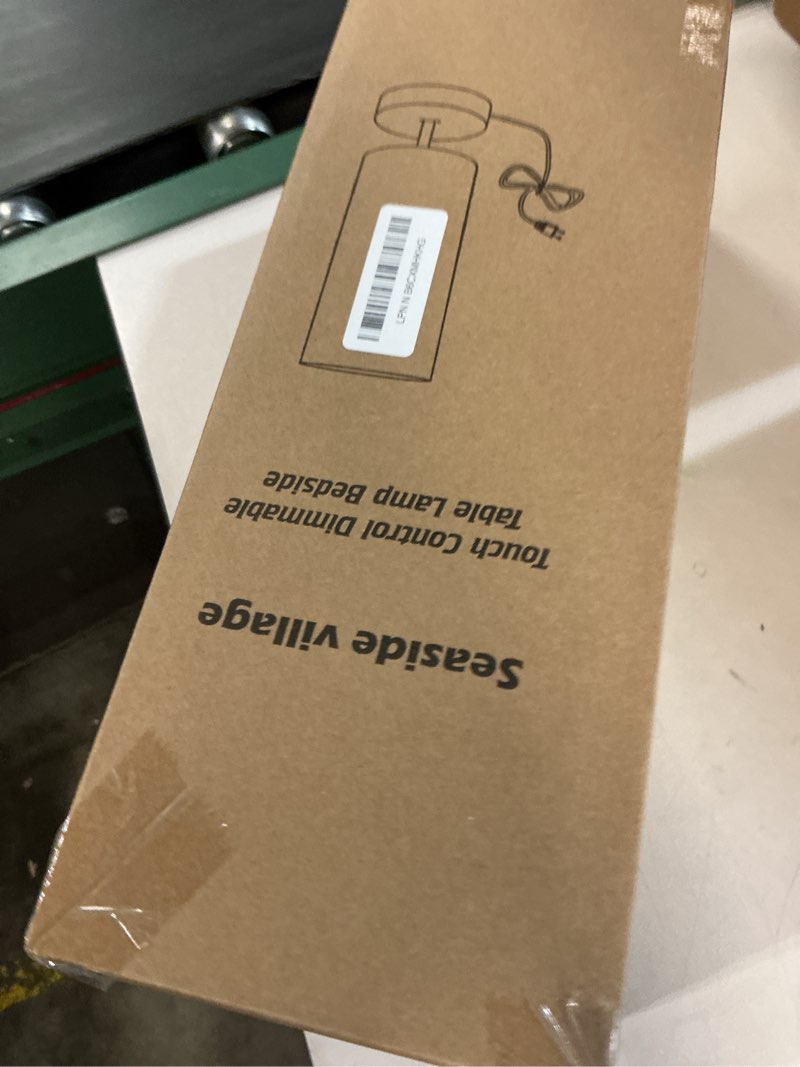 Seaside village
Touch Control Dimmable
Table Lamp Bedside